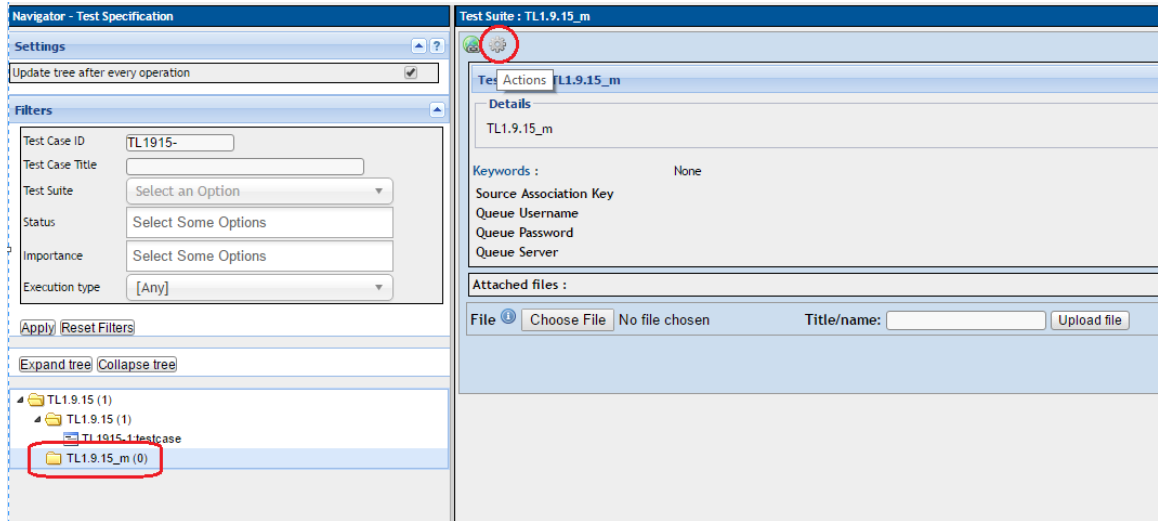 Navigator - Test Specification
Settings
?
Update tree after every operation
Filters
Test Case ID
TL1915-
Test Case Title
Test Suite
Select an Option
Status
Select Some Options
Importance
Select Some Options
Execution type
[Any]
Apply Reset Filters
Expand tree Collapse tree
TL1.9.15 (1)
TL1.9.15 (1)
TL1915-1:testcase
TL1.9.15_m (0)
Test Suite : TL1.9.15_m
Actions
Tes TL1.9.15_m
Details
TL1.9.15_m
Keywords : None
Source Association Key
Queue Username
Queue Password
Queue Server
Attached files :
File i Choose File No file chosen Title/name: Upload file